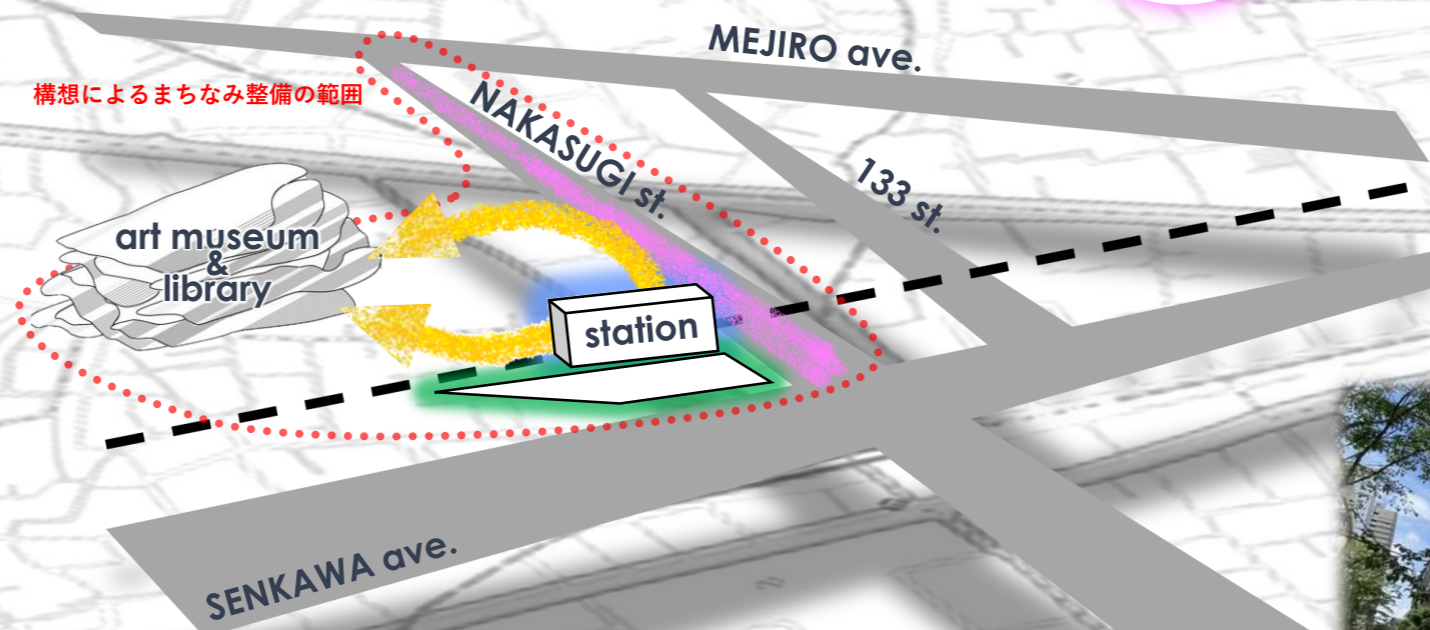 MEJIRO ave.
構想によるまちなみ整備の範囲
NAKASUGI st.
133 st.
art museum
&
library
station
SENKAWA ave.